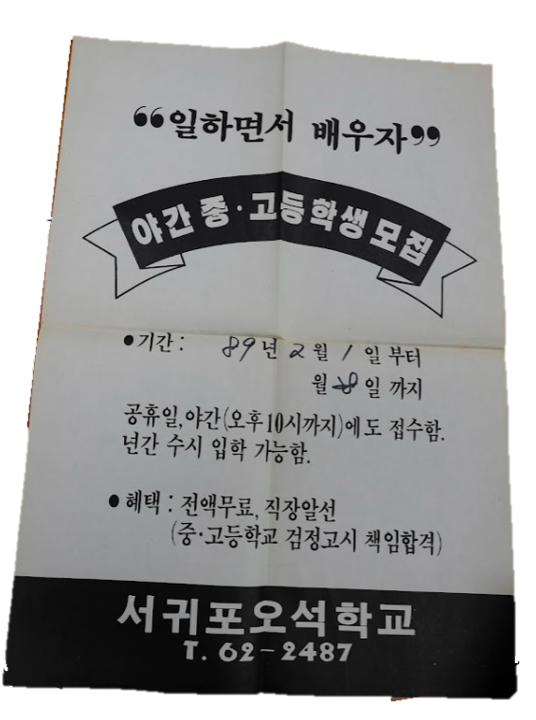 “일하면서 배우자”
야간 중·고등학생 모집
● 기간 : 89년 2월 1일 부터
월 일 까지
공휴일,야간(오후10시까지)에도 접수함.
년간 수시 입학 가능함.
● 혜택 : 전액무료, 직장알선
(중·고등학교 검정고시 책임합격)
서귀포오석학교
T. 62-2487